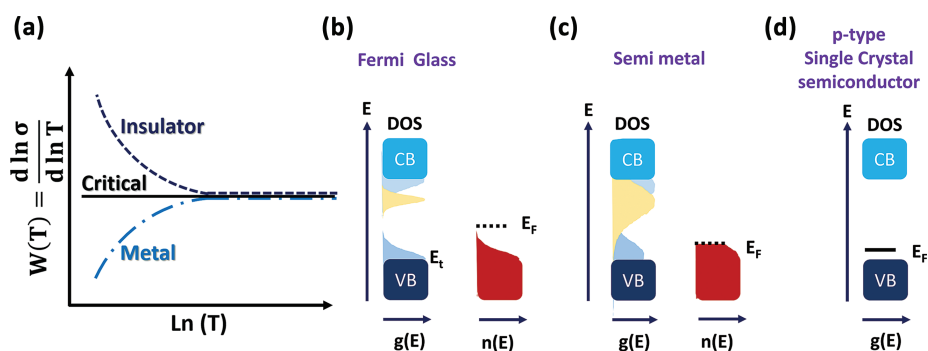 (a)
W(T) = d ln σ / d ln T
Insulator
Critical
Metal
Ln (T)
(b)
Fermi Glass
E
DOS
CB
E_F
E_t
VB
g(E)
n(E)
(c)
Semi metal
E
DOS
CB
E_F
VB
g(E)
n(E)
(d)
p-type
Single Crystal
semiconductor
E
DOS
CB
E_F
VB
g(E)